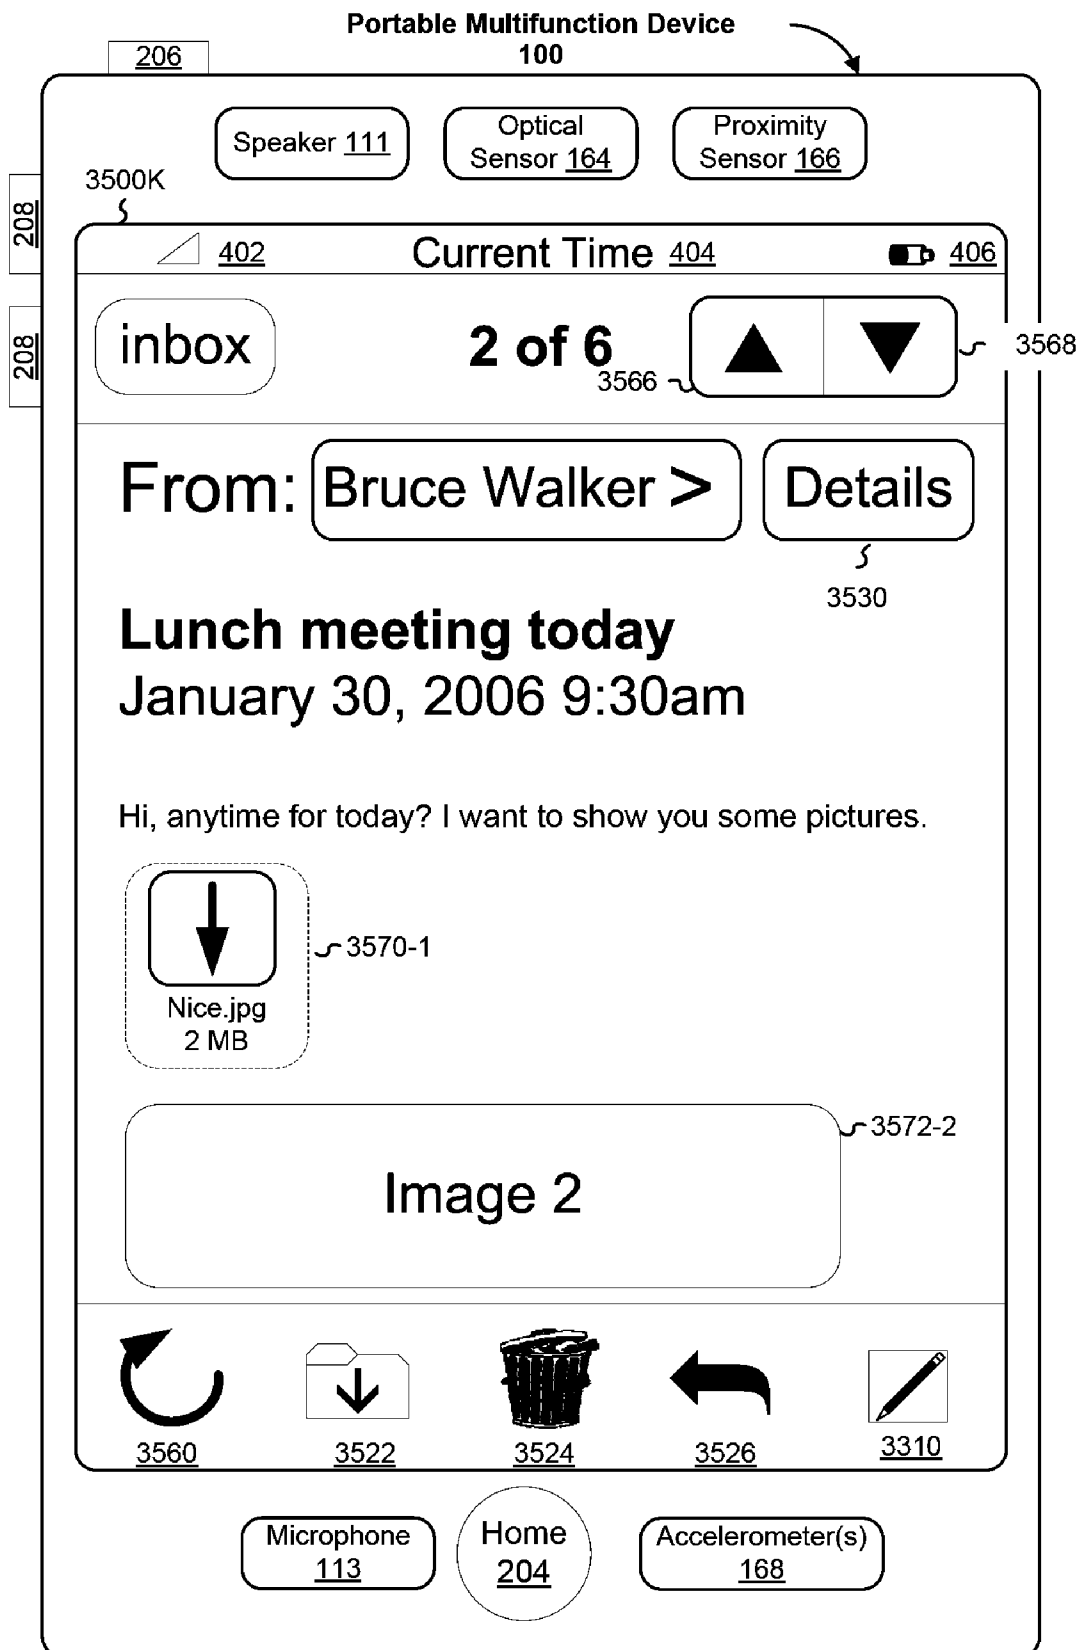 Portable Multifunction Device
100
206
Speaker 111
Optical
Sensor 164
Proximity
Sensor 166
3500K
208
402
Current Time 404
406
208
inbox
2 of 6
3566
3568
From:
Bruce Walker >
Details
3530
Lunch meeting today
January 30, 2006 9:30am
Hi, anytime for today? I want to show you some pictures.
3570-1
Nice.jpg
2 MB
3572-2
Image 2
3560
3522
3524
3526
3310
Microphone
113
Home
204
Accelerometer(s)
168